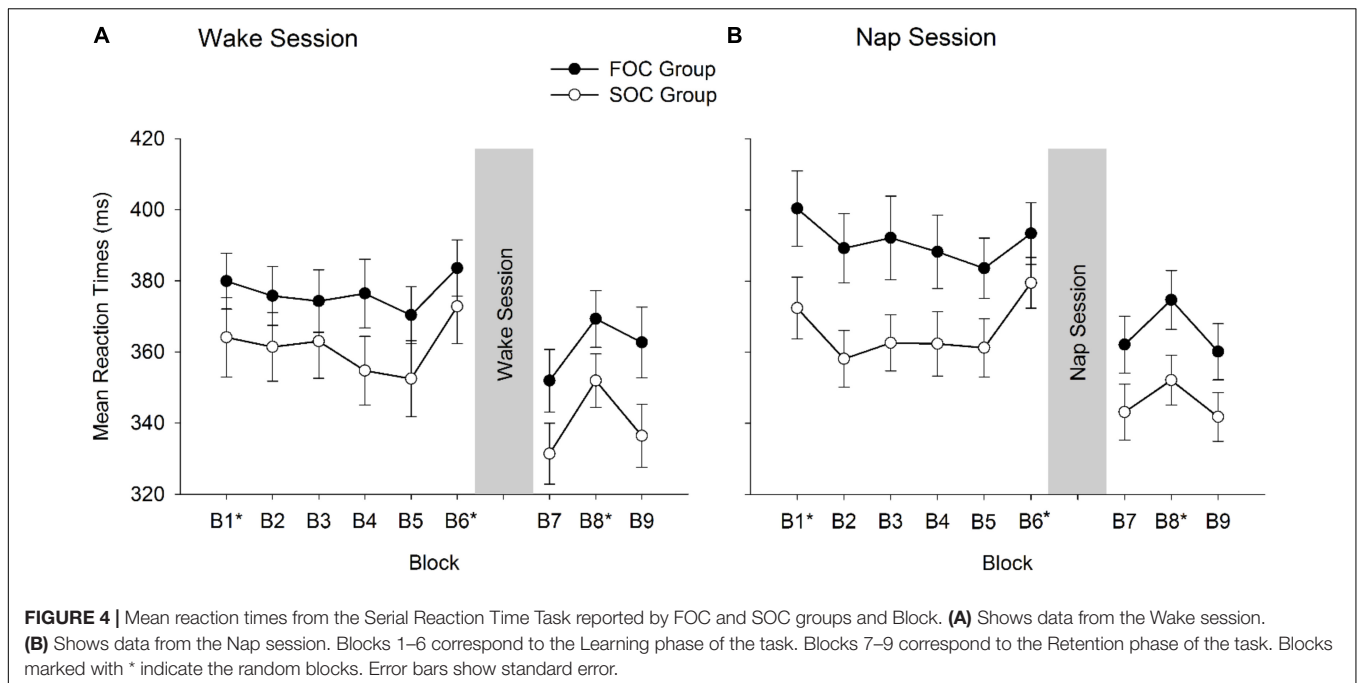 A Wake Session
B Nap Session
FOC Group
SOC Group
Mean Reaction Times (ms)
420
400
380
360
340
320
Wake Session
Nap Session
B1* B2 B3 B4 B5 B6* B7 B8* B9
B1* B2 B3 B4 B5 B6* B7 B8* B9
Block
Block
FIGURE 4 | Mean reaction times from the Serial Reaction Time Task reported by FOC and SOC groups and Block. (A) Shows data from the Wake session.
(B) Shows data from the Nap session. Blocks 1–6 correspond to the Learning phase of the task. Blocks 7–9 correspond to the Retention phase of the task. Blocks
marked with * indicate the random blocks. Error bars show standard error.